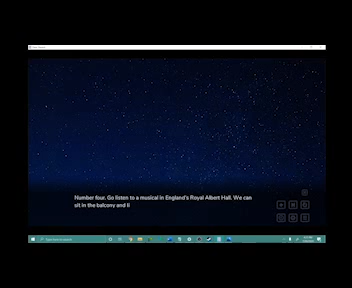 Number four. Go listen to a musical in England's Royal Albert Hall. We can
sit in the balcony and li